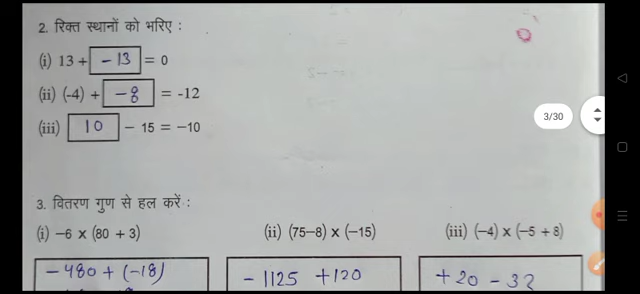 2. रिक्त स्थानों को भरिए :
(i) 13 + -13 = 0
(ii) (-4) + -8 = -12
(iii) 10 - 15 = -10
3/30
3. वितरण गुण से हल करें :
(i) -6 x (80 + 3) (ii) (75-8) x (-15) (iii) (-4) x (-5 + 8)
-480 + (-18) -1125 +120 +20 - 32